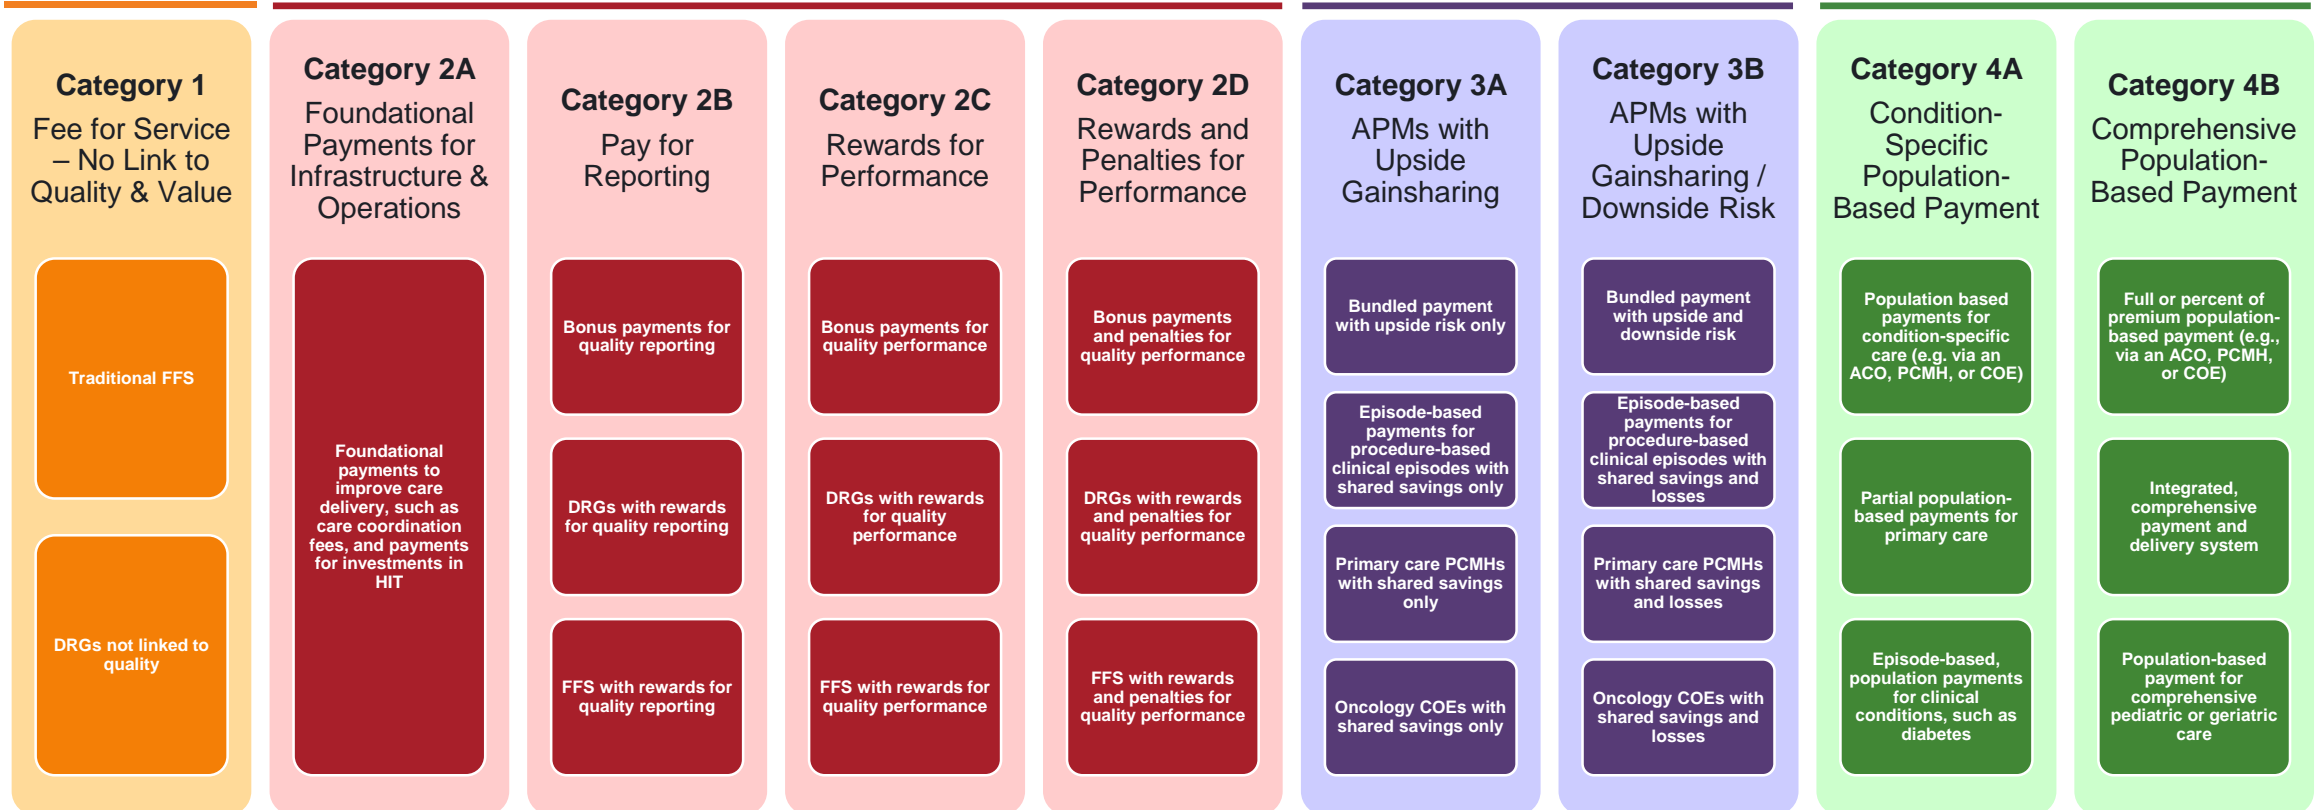 Category 1
Fee for Service
– No Link to
Quality & Value
Traditional FFS
DRGs not linked to
quality
Category 2A
Foundational
Payments for
Infrastructure &
Operations
Foundational
payments to
improve care
delivery, such as
care coordination
fees, and payments
for investments in
HIT
Category 2B
Pay for
Reporting
Bonus payments for
quality reporting
DRGs with rewards
for quality reporting
FFS with rewards for
quality reporting
Category 2C
Rewards for
Performance
Bonus payments for
quality performance
DRGs with rewards
for quality
performance
FFS with rewards for
quality performance
Category 2D
Rewards and
Penalties for
Performance
Bonus payments
and penalties for
quality performance
DRGs with rewards
and penalties for
quality performance
FFS with rewards
and penalties for
quality performance
Category 3A
APMs with
Upside
Gainsharing
Bundled payment
with upside risk only
Episode-based
payments for
procedure-based
clinical episodes with
shared savings only
Primary care PCMHs
with shared savings
only
Oncology COEs with
shared savings only
Category 3B
APMs with
Upside
Gainsharing /
Downside Risk
Bundled payment
with upside and
downside risk
Episode-based
payments for
procedure-based
clinical episodes with
shared savings and
losses
Primary care PCMHs
with shared savings
and losses
Oncology COEs with
shared savings and
losses
Category 4A
Condition-
Specific
Population-
Based Payment
Population based
payments for
condition-specific
care (e.g. via an
ACO, PCMH, or COE)
Partial population-
based payments for
primary care
Episode-based,
population payments
for clinical
conditions, such as
diabetes
Category 4B
Comprehensive
Population-
Based Payment
Full or percent of
premium population-
based payment (e.g.,
via an ACO, PCMH,
or COE)
Integrated,
comprehensive
payment and
delivery system
Population-based
payment for
comprehensive
pediatric or geriatric
care